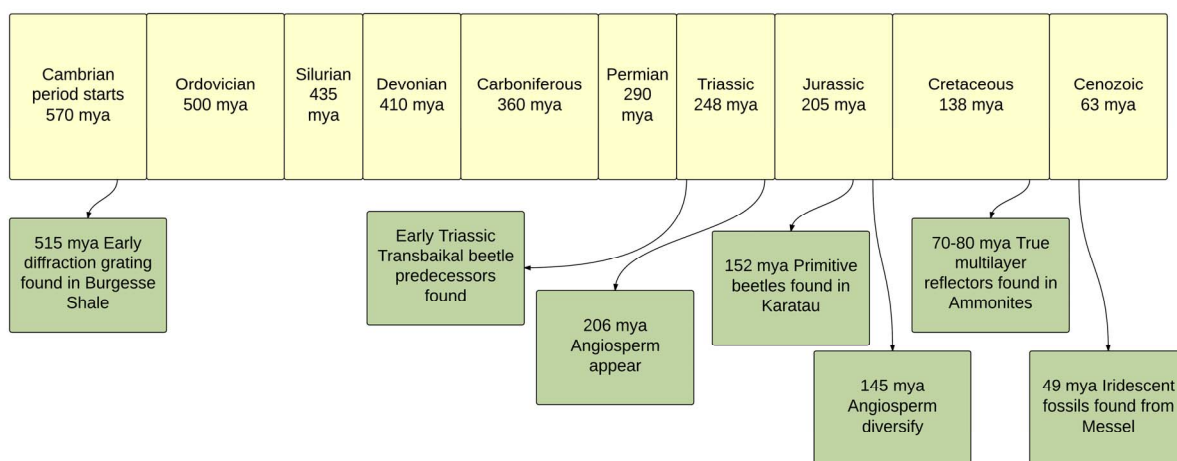 Cambrian
period starts
570 mya
Ordovician
500 mya
Silurian
435
mya
Devonian
410 mya
Carboniferous
360 mya
Permian
290
mya
Triassic
248 mya
Jurassic
205 mya
Cretaceous
138 mya
Cenozoic
63 mya
515 mya Early
diffraction grating
found in Burgesse
Shale
Early Triassic
Transbaikal beetle
predecessors
found
206 mya
Angiosperm
appear
152 mya Primitive
beetles found in
Karatau
145 mya
Angiosperm
diversify
70-80 mya True
multilayer
reflectors found in
Ammonites
49 mya Iridescent
fossils found from
Messel